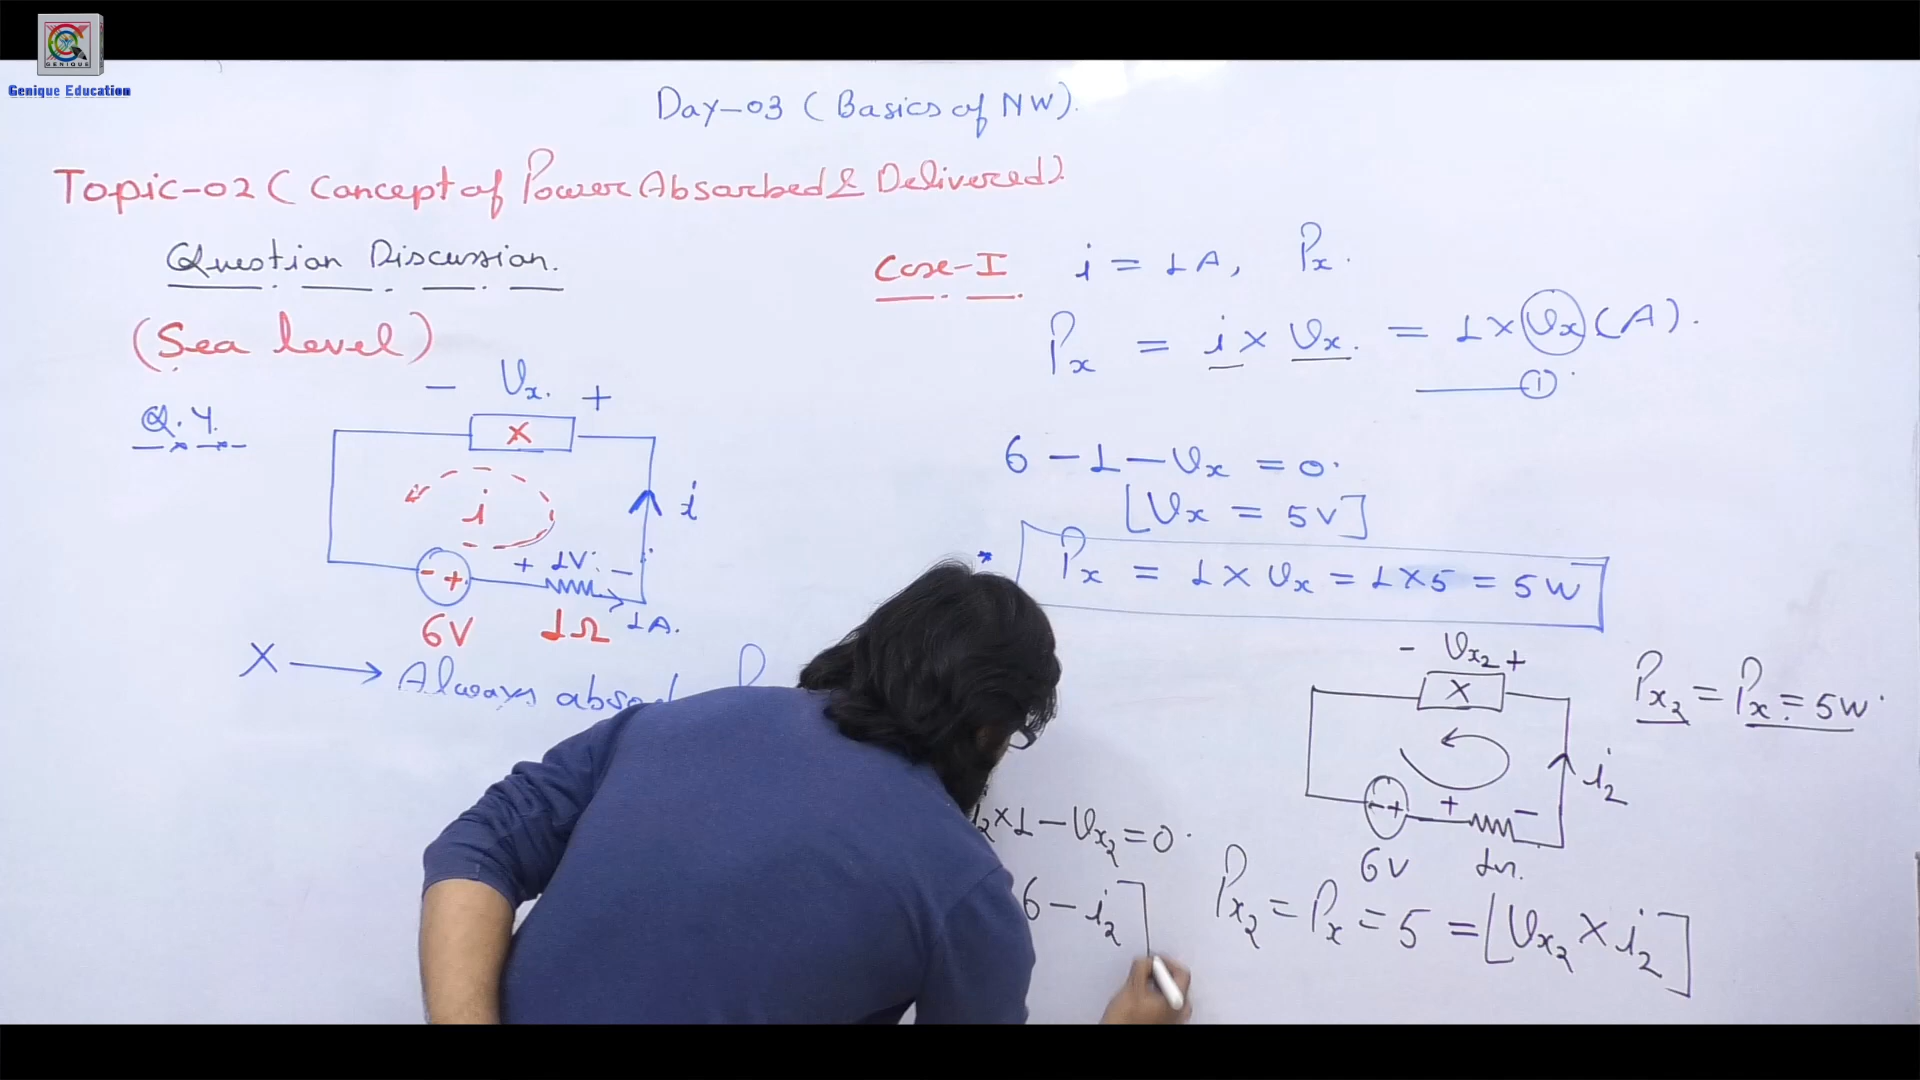 GENIQUE
Genique Education
Day-03 (Basics of NW).
Topic-02 (Concept of Power Absorbed & Delivered).
Question Discussion.
(Sea level)
Q.4.
- Vx. +
X
i
i
- +
+ 1V. -
6V
1Ω
1A.
X → Always
Case-I i = 1A, Px.
Px = i × Vx. = 1 × Vx (A).
①
6 - 1 - Vx = 0.
[Vx = 5V]
Px = 1 × Vx = 1 × 5 = 5W
- Vx2 +
X
Px2 = Px = 5W.
i2
- +
+ -
6V
1Ω.
×1 - Vx2 = 0.
6 - i2]
Px2 = Px = 5 = [Vx2 × i2]